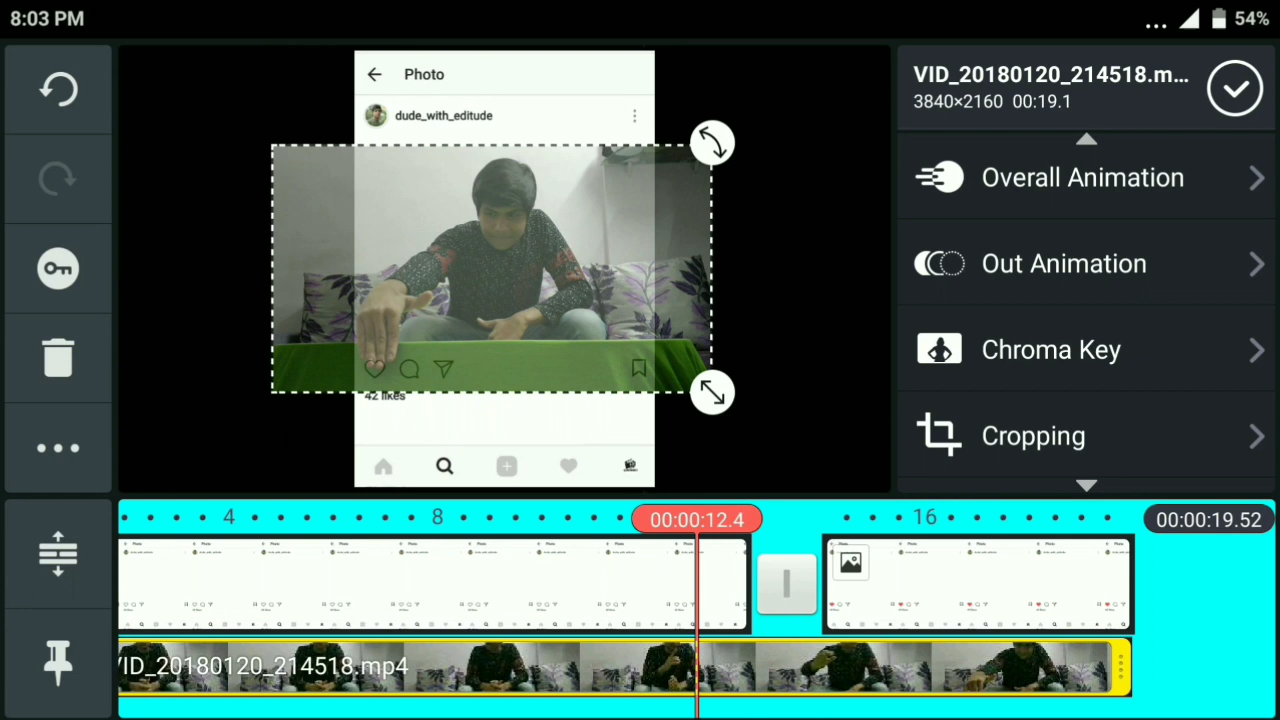 8:03 PM
54%
Photo
dude_with_editude
42 likes
VID_20180120_214518.m...
3840×2160 00:19.1
Overall Animation
Out Animation
Chroma Key
Cropping
4
8
00:00:12.4
16
00:00:19.52
VID_20180120_214518.mp4